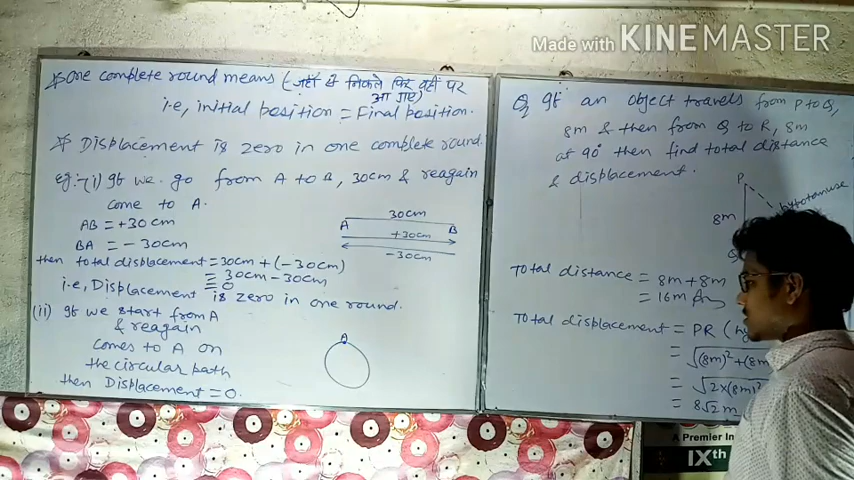 Made with KINEMASTER
* One complete round means (जहाँ से निकले फिर वहीं पर
आ गए)
i.e, initial position = Final position.
* Displacement is zero in one complete round.
eg:-(i) If we go from A to B, 30cm & reagain
come to A.
AB = +30cm
BA = -30cm
30cm
A B
+30cm
-30cm
then total displacement = 30cm + (-30cm)
= 30cm - 30cm
= 0
i.e, Displacement is zero in one round.
(ii) If we start from A
& reagain
comes to A on
the circular path
then Displacement = 0.
A
Q If an object travels from P to Q,
8m & then from Q to R, 8m
at 90° then find total distance
& displacement.
P
hypotanuse
8m
Q
Total distance = 8m + 8m
= 16m
Total displacement = PR
= √(8m)² + (8m
= √2×(8m)²
= 8√2 m
A Premier In
IXth